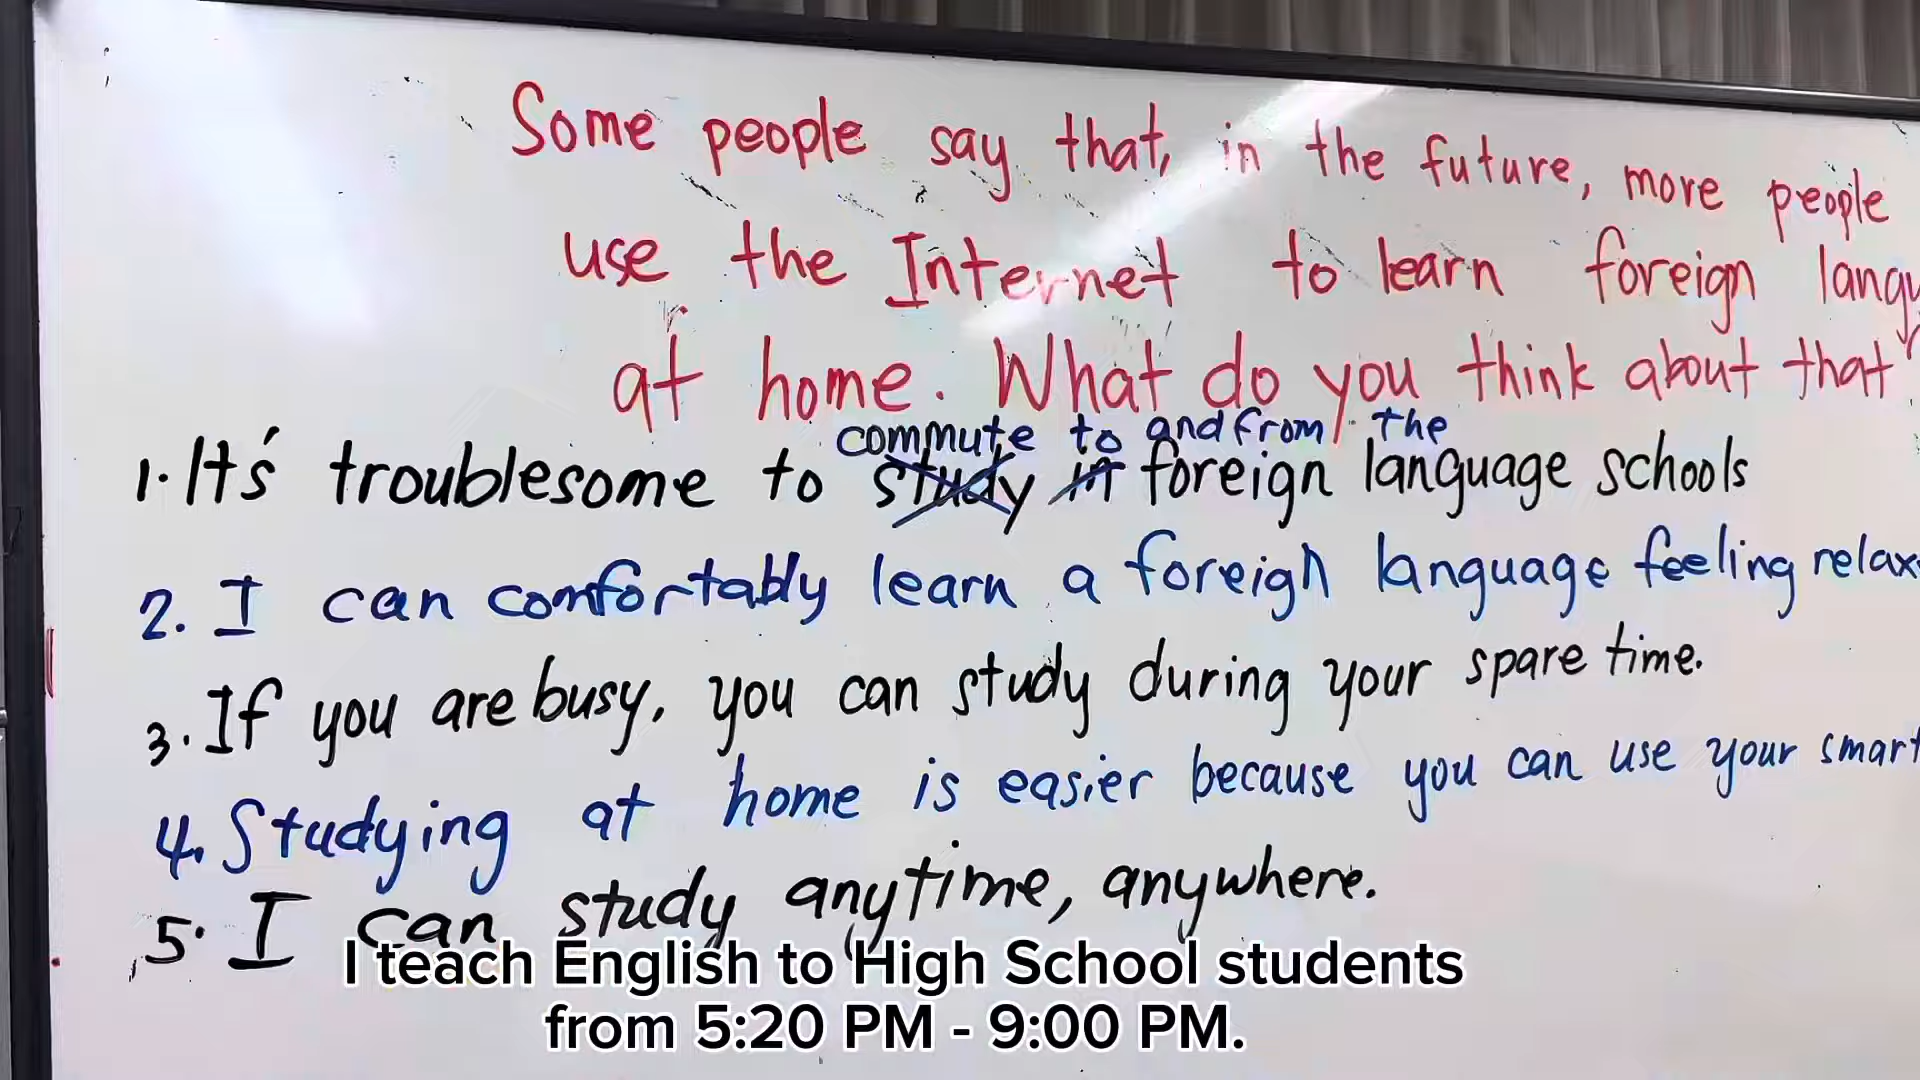 Some people say that, in the future, more people
use the Internet to learn foreign langu
at home. What do you think about that
commute to and from the
1. It's troublesome to study in foreign language schools
2. I can comfortably learn a foreign language feeling relax
3. If you are busy, you can study during your spare time.
4. Studying at home is easier because you can use your smart
5. I can study anytime, anywhere.
I teach English to High School students
from 5:20 PM - 9:00 PM.